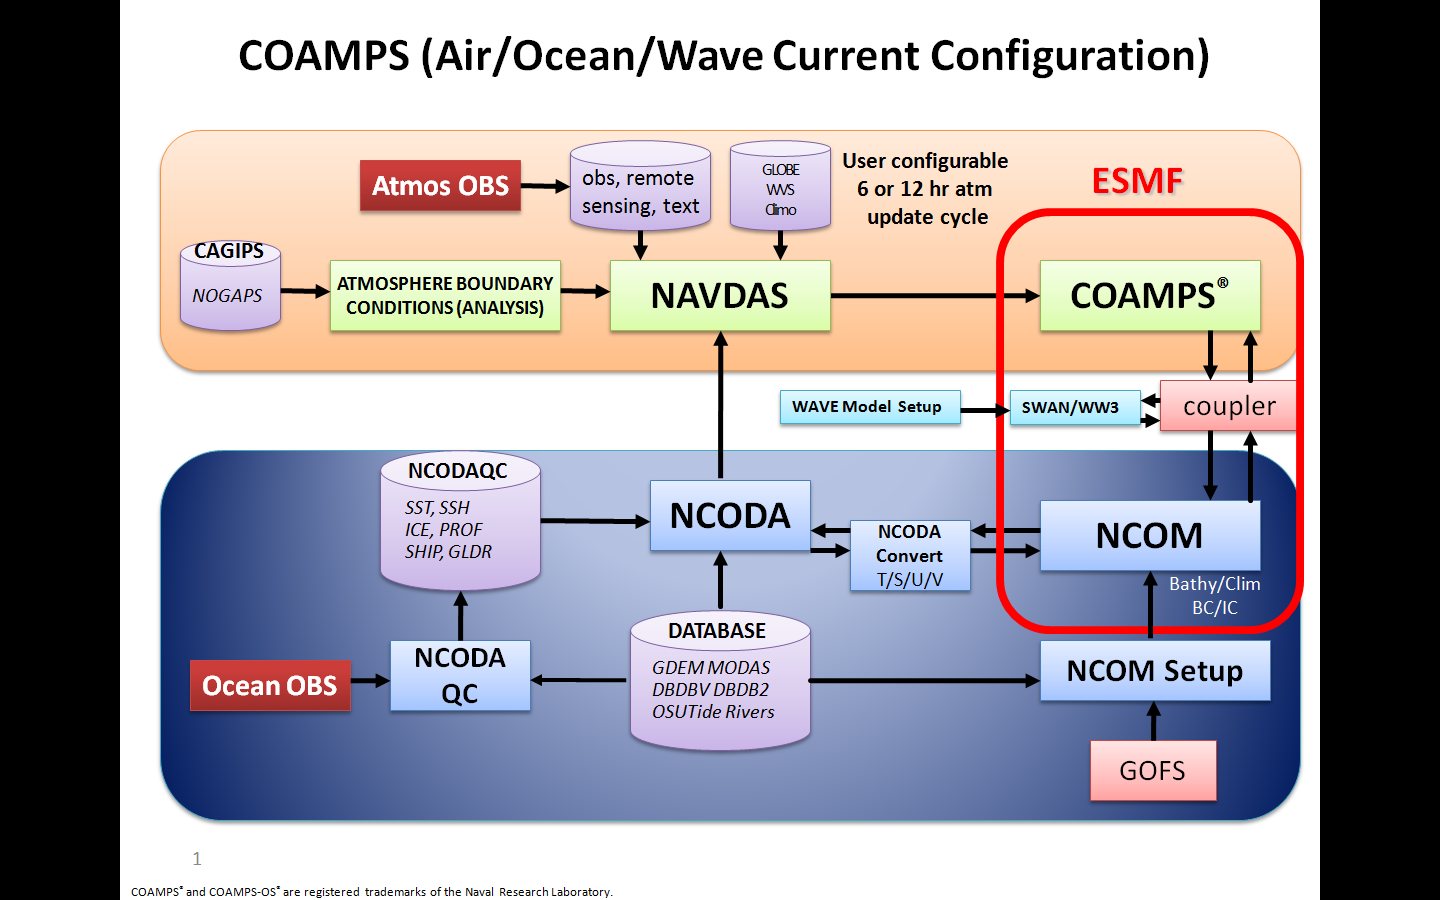 COAMPS (Air/Ocean/Wave Current Configuration)
Atmos OBS
obs, remote
sensing, text
GLOBE
WVS
Climo
User configurable
6 or 12 hr atm
update cycle
ESMF
CAGIPS
NOGAPS
ATMOSPHERE BOUNDARY
CONDITIONS (ANALYSIS)
NAVDAS
COAMPS®
WAVE Model Setup
SWAN/WW3
coupler
NCODAQC
SST, SSH
ICE, PROF
SHIP, GLDR
NCODA
NCODA
Convert
T/S/U/V
NCOM
Bathy/Clim
BC/IC
Ocean OBS
NCODA
QC
DATABASE
GDEM MODAS
DBDBV DBDB2
OSUTide Rivers
NCOM Setup
GOFS
1
COAMPS® and COAMPS-OS® are registered trademarks of the Naval Research Laboratory.